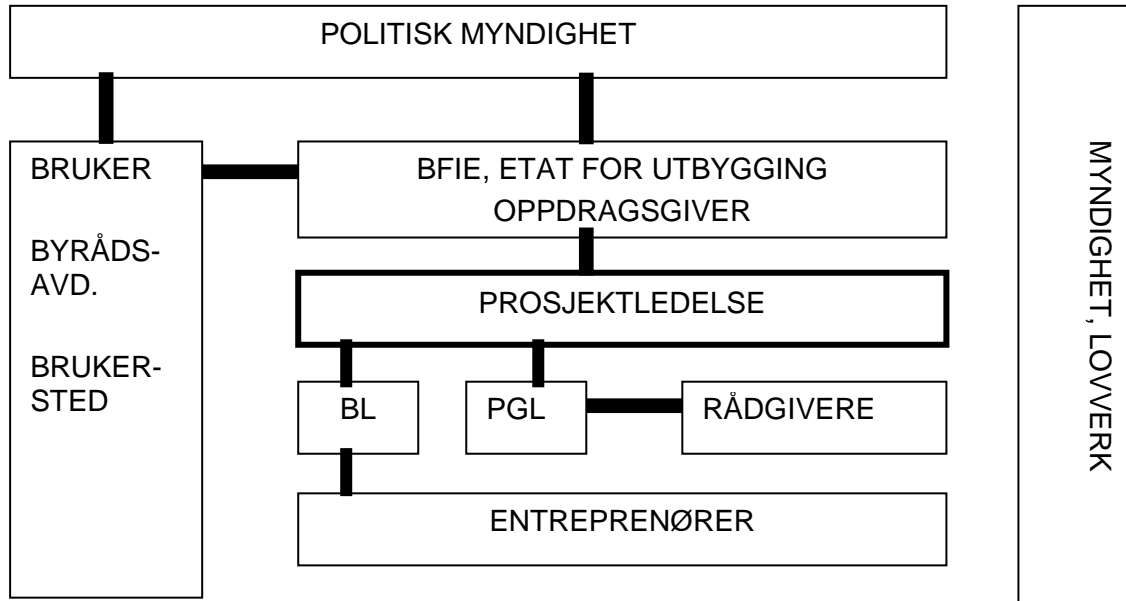 POLITISK MYNDIGHET
BRUKER
BYRÅDS-
AVD.
BRUKER-
STED
BFIE, ETAT FOR UTBYGGING
OPPDRAGSGIVER
PROSJEKTLEDELSE
BL
PGL
RÅDGIVERE
ENTREPRENØRER
MYNDIGHET, LOVVERK